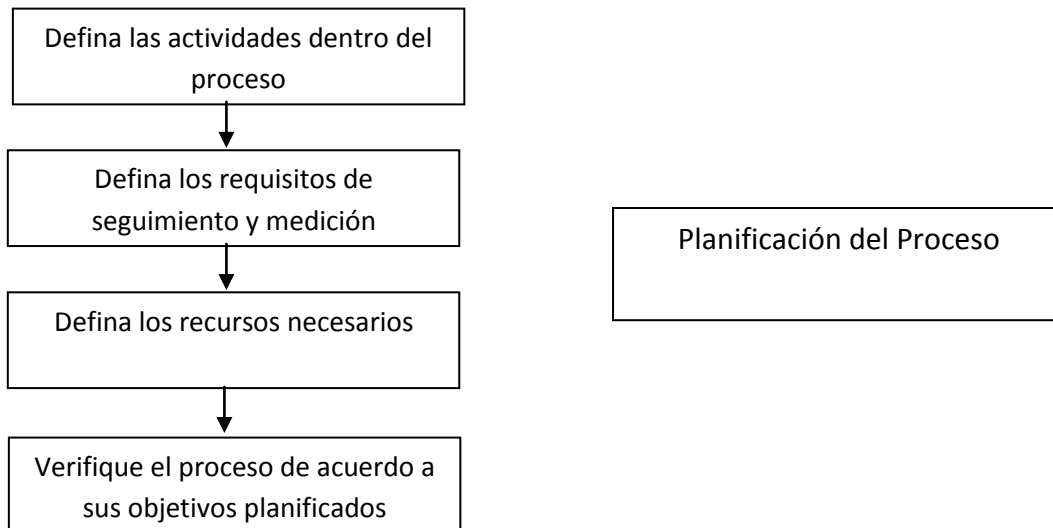 Defina las actividades dentro del
proceso
Defina los requisitos de
seguimiento y medición
Planificación del Proceso
Defina los recursos necesarios
Verifique el proceso de acuerdo a
sus objetivos planificados